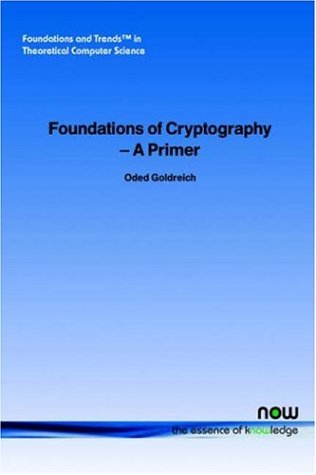 Foundations and Trends™ in
Theoretical Computer Science
Foundations of Cryptography
– A Primer
Oded Goldreich
now
the essence of knowledge